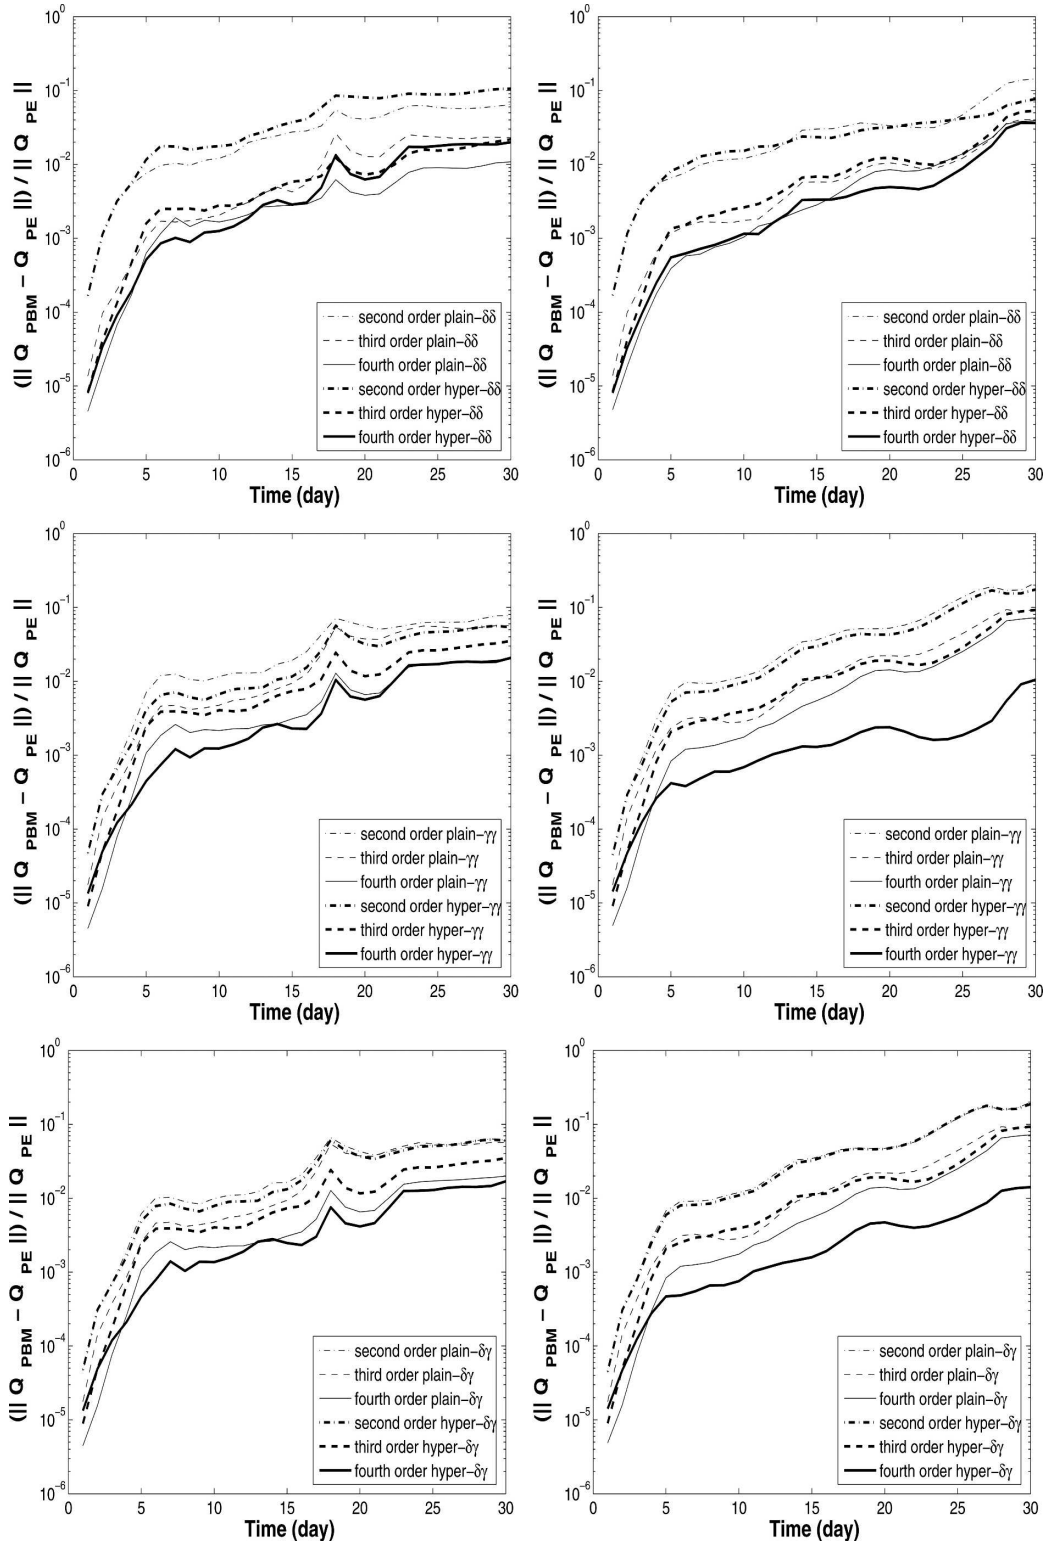 (|| Q PBM − Q PE ||) / || Q PE ||
10^0
10^-1
10^-2
10^-3
10^-4
10^-5
10^-6
second order plain−δδ
third order plain−δδ
fourth order plain−δδ
second order hyper−δδ
third order hyper−δδ
fourth order hyper−δδ
0 5 10 15 20 25 30
Time (day)
(|| Q PBM − Q PE ||) / || Q PE ||
10^0
10^-1
10^-2
10^-3
10^-4
10^-5
10^-6
second order plain−δδ
third order plain−δδ
fourth order plain−δδ
second order hyper−δδ
third order hyper−δδ
fourth order hyper−δδ
0 5 10 15 20 25 30
Time (day)
(|| Q PBM − Q PE ||) / || Q PE ||
10^0
10^-1
10^-2
10^-3
10^-4
10^-5
10^-6
second order plain−γγ
third order plain−γγ
fourth order plain−γγ
second order hyper−γγ
third order hyper−γγ
fourth order hyper−γγ
0 5 10 15 20 25 30
Time (day)
(|| Q PBM − Q PE ||) / || Q PE ||
10^0
10^-1
10^-2
10^-3
10^-4
10^-5
10^-6
second order plain−γγ
third order plain−γγ
fourth order plain−γγ
second order hyper−γγ
third order hyper−γγ
fourth order hyper−γγ
0 5 10 15 20 25 30
Time (day)
(|| Q PBM − Q PE ||) / || Q PE ||
10^0
10^-1
10^-2
10^-3
10^-4
10^-5
10^-6
second order plain−δγ
third order plain−δγ
fourth order plain−δγ
second order hyper−δγ
third order hyper−δγ
fourth order hyper−δγ
0 5 10 15 20 25 30
Time (day)
(|| Q PBM − Q PE ||) / || Q PE ||
10^0
10^-1
10^-2
10^-3
10^-4
10^-5
10^-6
second order plain−δγ
third order plain−δγ
fourth order plain−δγ
second order hyper−δγ
third order hyper−δγ
fourth order hyper−δγ
0 5 10 15 20 25 30
Time (day)